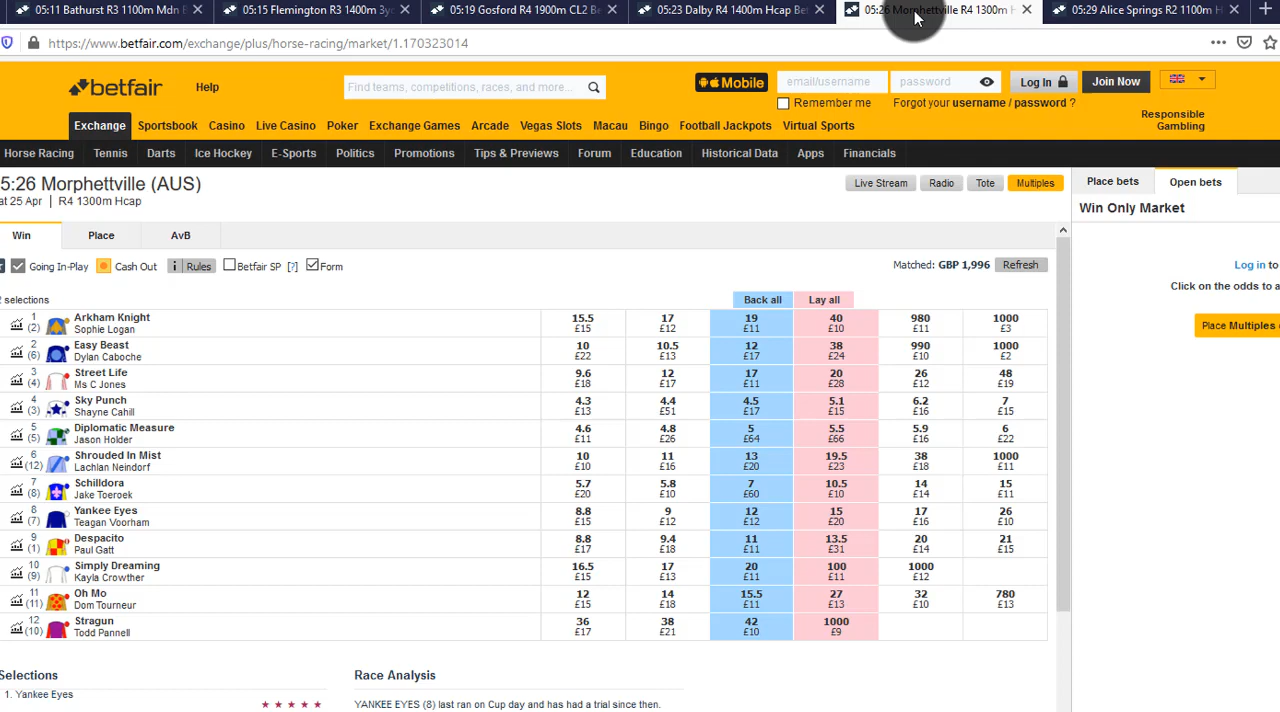 05:11 Bathurst R3 1100m Mdn
05:15 Flemington R3 1400m 3yo
05:19 Gosford R4 1900m CL2 Be
05:23 Dalby R4 1400m Hcap Bet
05:26 Morphettville R4 1300m H
05:29 Alice Springs R2 1100m H
https://www.betfair.com/exchange/plus/horse-racing/market/1.170323014
betfair Help Find teams, competitions, races, and more... Mobile email/username password Log In Join Now
Remember me Forgot your username / password ?
Responsible Gambling
Exchange Sportsbook Casino Live Casino Poker Exchange Games Arcade Vegas Slots Macau Bingo Football Jackpots Virtual Sports
Horse Racing Tennis Darts Ice Hockey E-Sports Politics Promotions Tips & Previews Forum Education Historical Data Apps Financials
5:26 Morphettville (AUS)
at 25 Apr | R4 1300m Hcap
Live Stream Radio Tote Multiples
Place bets Open bets
Win Only Market
Log in to
Click on the odds to a
Place Multiples
Win Place AvB
Going In-Play Cash Out i Rules Betfair SP [?] Form
Matched: GBP 1,996 Refresh
2 selections Back all Lay all
1 Arkham Knight 15.5 17 19 40 980 1000
(2) Sophie Logan £15 £12 £11 £10 £11 £3
2 Easy Beast 10 10.5 12 38 990 1000
(6) Dylan Caboche £22 £13 £17 £24 £10 £2
3 Street Life 9.6 12 17 20 26 48
(4) Ms C Jones £18 £17 £11 £28 £12 £19
4 Sky Punch 4.3 4.4 4.5 5.1 6.2 7
(3) Shayne Cahill £13 £51 £17 £15 £16 £15
5 Diplomatic Measure 4.6 4.8 5 5.5 5.9 6
(5) Jason Holder £11 £26 £64 £66 £16 £22
6 Shrouded In Mist 10 11 13 19.5 38 1000
(12) Lachlan Neindorf £10 £16 £20 £23 £18 £11
7 Schilldora 5.7 5.8 7 10.5 14 15
(8) Jake Toeroek £20 £10 £60 £10 £14 £11
8 Yankee Eyes 8.8 9 12 15 17 26
(7) Teagan Voorham £15 £12 £12 £20 £16 £10
9 Despacito 8.8 9.4 11 13.5 20 21
(1) Paul Gatt £17 £18 £11 £31 £14 £15
10 Simply Dreaming 16.5 17 20 100 1000
(9) Kayla Crowther £15 £13 £11 £11 £12
11 Oh Mo 12 14 15.5 27 32 780
(11) Dom Tourneur £15 £18 £11 £13 £10 £13
12 Stragun 36 38 42 1000
(10) Todd Pannell £17 £21 £10 £9
Selections Race Analysis
1. Yankee Eyes
YANKEE EYES (8) last ran on Cup day and has had a trial since then.